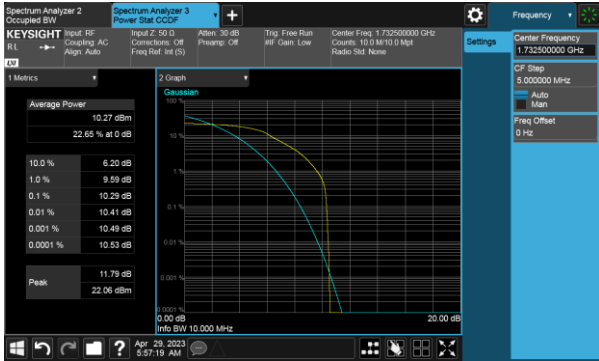 Spectrum Analyzer 2
Occupied BW
Spectrum Analyzer 3
Power Stat CCDF
KEYSIGHT
RL
Input: RF
Coupling: AC
Align: Auto
Input Z: 50 Ω
Corrections: Off
Freq Ref: Int (S)
Atten: 30 dB
Preamp: Off
Trig: Free Run
#IF Gain: Low
Center Freq: 1.732500000 GHz
Counts: 10.0 M/10.0 Mpt
Radio Std: None
1 Metrics
Average Power
10.27 dBm
22.65 % at 0 dB
10.0 % 6.20 dB
1.0 % 9.59 dB
0.1 % 10.29 dB
0.01 % 10.41 dB
0.001 % 10.49 dB
0.0001 % 10.53 dB
Peak
11.79 dB
22.06 dBm
2 Graph
Gaussian
100 %
10 %
1 %
0.1 %
0.01 %
0.001 %
0.0001 %
0.00 dB
20.00 dB
Info BW 10.000 MHz
Frequency
Settings
Center Frequency
1.732500000 GHz
CF Step
5.000000 MHz
Auto
Man
Freq Offset
0 Hz
?
Apr 29, 2023
5:57:19 AM